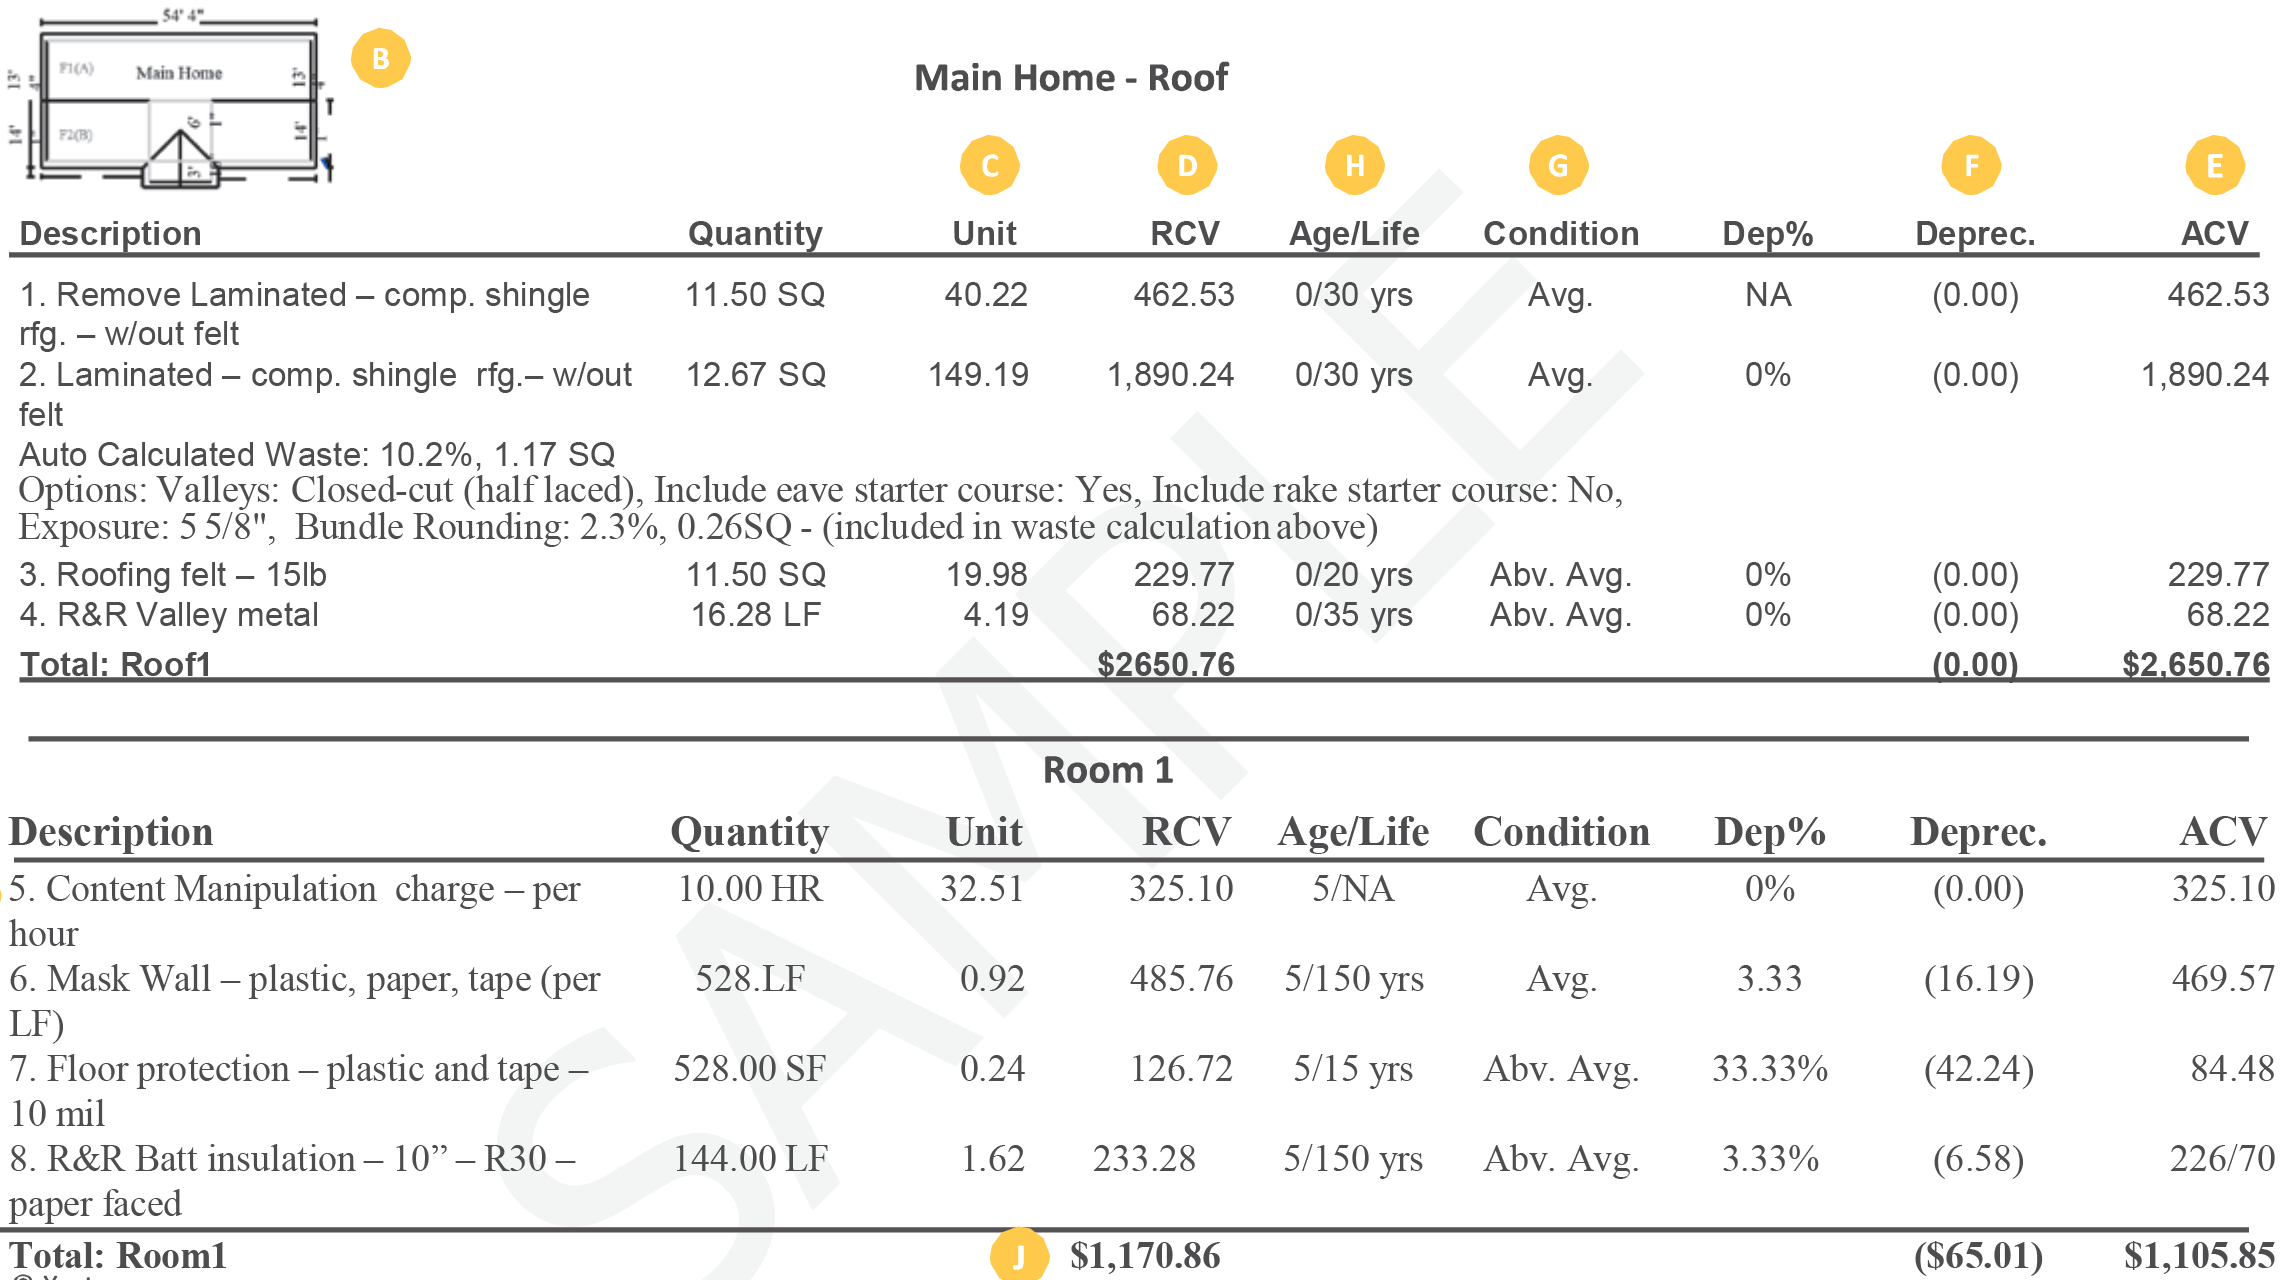 54' 4"
B
F1(A)
Main Home
13'
4"
13'
4"
Main Home - Roof
14'
F2(B)
6'
1"
14'
1"
3'
C D H G F E
Description Quantity Unit RCV Age/Life Condition Dep% Deprec. ACV
1. Remove Laminated – comp. shingle 11.50 SQ 40.22 462.53 0/30 yrs Avg. NA (0.00) 462.53
rfg. – w/out felt
2. Laminated – comp. shingle rfg.– w/out 12.67 SQ 149.19 1,890.24 0/30 yrs Avg. 0% (0.00) 1,890.24
felt
Auto Calculated Waste: 10.2%, 1.17 SQ
Options: Valleys: Closed-cut (half laced), Include eave starter course: Yes, Include rake starter course: No,
Exposure: 5 5/8", Bundle Rounding: 2.3%, 0.26SQ - (included in waste calculation above)
3. Roofing felt – 15lb 11.50 SQ 19.98 229.77 0/20 yrs Abv. Avg. 0% (0.00) 229.77
4. R&R Valley metal 16.28 LF 4.19 68.22 0/35 yrs Abv. Avg. 0% (0.00) 68.22
Total: Roof1 $2650.76 (0.00) $2,650.76
Room 1
Description Quantity Unit RCV Age/Life Condition Dep% Deprec. ACV
5. Content Manipulation charge – per 10.00 HR 32.51 325.10 5/NA Avg. 0% (0.00) 325.10
hour
6. Mask Wall – plastic, paper, tape (per 528.LF 0.92 485.76 5/150 yrs Avg. 3.33 (16.19) 469.57
LF)
7. Floor protection – plastic and tape – 528.00 SF 0.24 126.72 5/15 yrs Abv. Avg. 33.33% (42.24) 84.48
10 mil
8. R&R Batt insulation – 10” – R30 – 144.00 LF 1.62 233.28 5/150 yrs Abv. Avg. 3.33% (6.58) 226/70
paper faced
Total: Room1 J $1,170.86 ($65.01) $1,105.85
SAMPLE